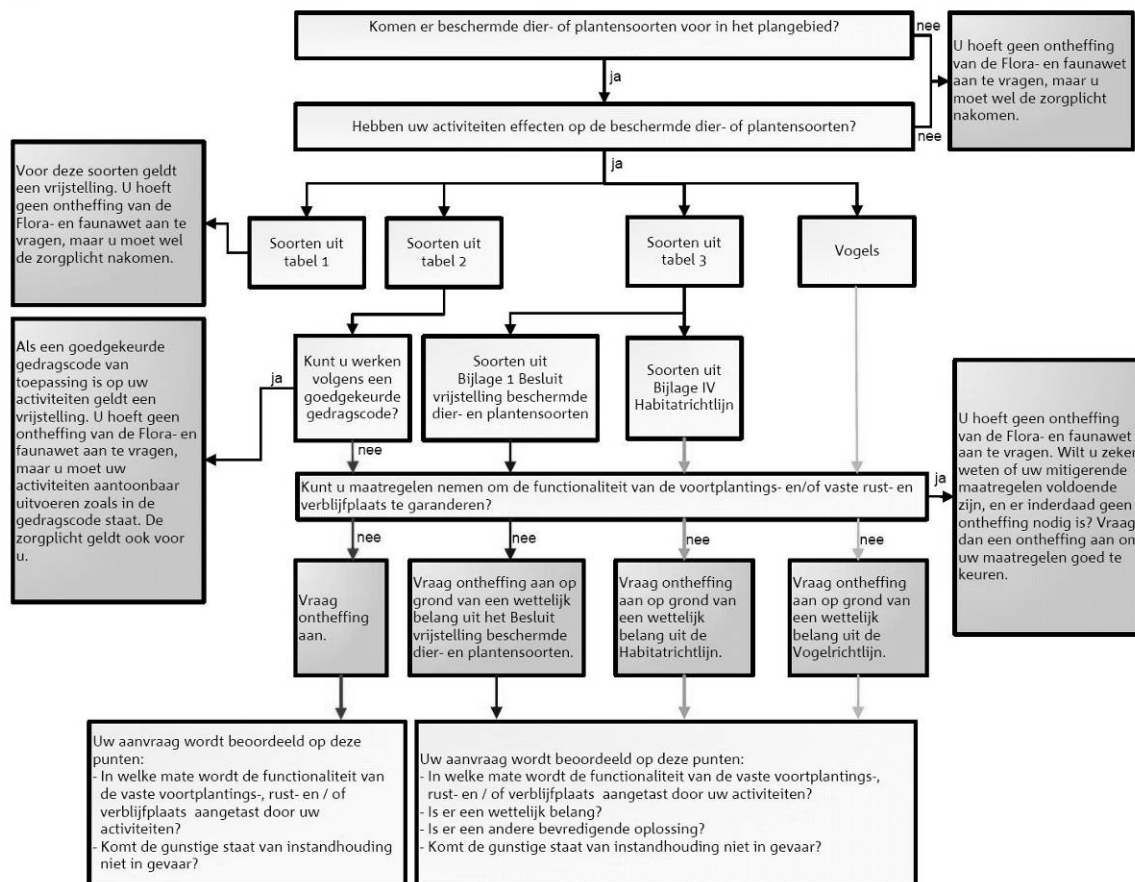 Komen er beschermde dier- of plantensoorten voor in het plangebied?
nee
U hoeft geen ontheffing
van de Flora- en faunawet
aan te vragen, maar u
moet wel de zorgplicht
nakomen.
ja
Hebben uw activiteiten effecten op de beschermde dier- of plantensoorten?
nee
ja
Voor deze soorten geldt
een vrijstelling. U hoeft
geen ontheffing van de
Flora- en faunawet aan te
vragen, maar u moet wel
de zorgplicht nakomen.
Soorten uit
tabel 1
Soorten uit
tabel 2
Soorten uit
tabel 3
Vogels
Als een goedgekeurde
gedragscode van
toepassing is op uw
activiteiten geldt een
vrijstelling. U hoeft geen
ontheffing van de Flora- en
faunawet aan te vragen,
maar u moet uw
activiteiten aantoonbaar
uitvoeren zoals in de
gedragscode staat. De
zorgplicht geldt ook voor
u.
ja
Kunt u werken
volgens een
goedgekeurde
gedragscode?
Soorten uit
Bijlage 1 Besluit
vrijstelling beschermde
dier- en plantensoorten
Soorten uit
Bijlage IV
Habitatrichtlijn
nee
Kunt u maatregelen nemen om de functionaliteit van de voortplantings- en/of vaste rust- en
verblijfplaats te garanderen?
ja
U hoeft geen ontheffing
van de Flora- en faunawet
aan te vragen. Wilt u zeker
weten of uw mitigerende
maatregelen voldoende
zijn, en er inderdaad geen
ontheffing nodig is? Vraag
dan een ontheffing aan om
uw maatregelen goed te
keuren.
nee
nee
nee
nee
Vraag
ontheffing
aan.
Vraag ontheffing aan op
grond van een wettelijk
belang uit het Besluit
vrijstelling beschermde
dier- en plantensoorten.
Vraag ontheffing
aan op grond van
een wettelijk
belang uit de
Habitatrichtlijn.
Vraag ontheffing
aan op grond van
een wettelijk
belang uit de
Vogelrichtlijn.
Uw aanvraag wordt beoordeeld op deze
punten:
- In welke mate wordt de functionaliteit van
de vaste voortplantings-, rust- en / of
verblijfplaats aangetast door uw
activiteiten?
- Komt de gunstige staat van instandhouding
niet in gevaar?
Uw aanvraag wordt beoordeeld op deze punten:
- In welke mate wordt de functionaliteit van de vaste voortplantings-,
rust- en / of verblijfplaats aangetast door uw activiteiten?
- Is er een wettelijk belang?
- Is er een andere bevredigende oplossing?
- Komt de gunstige staat van instandhouding niet in gevaar?